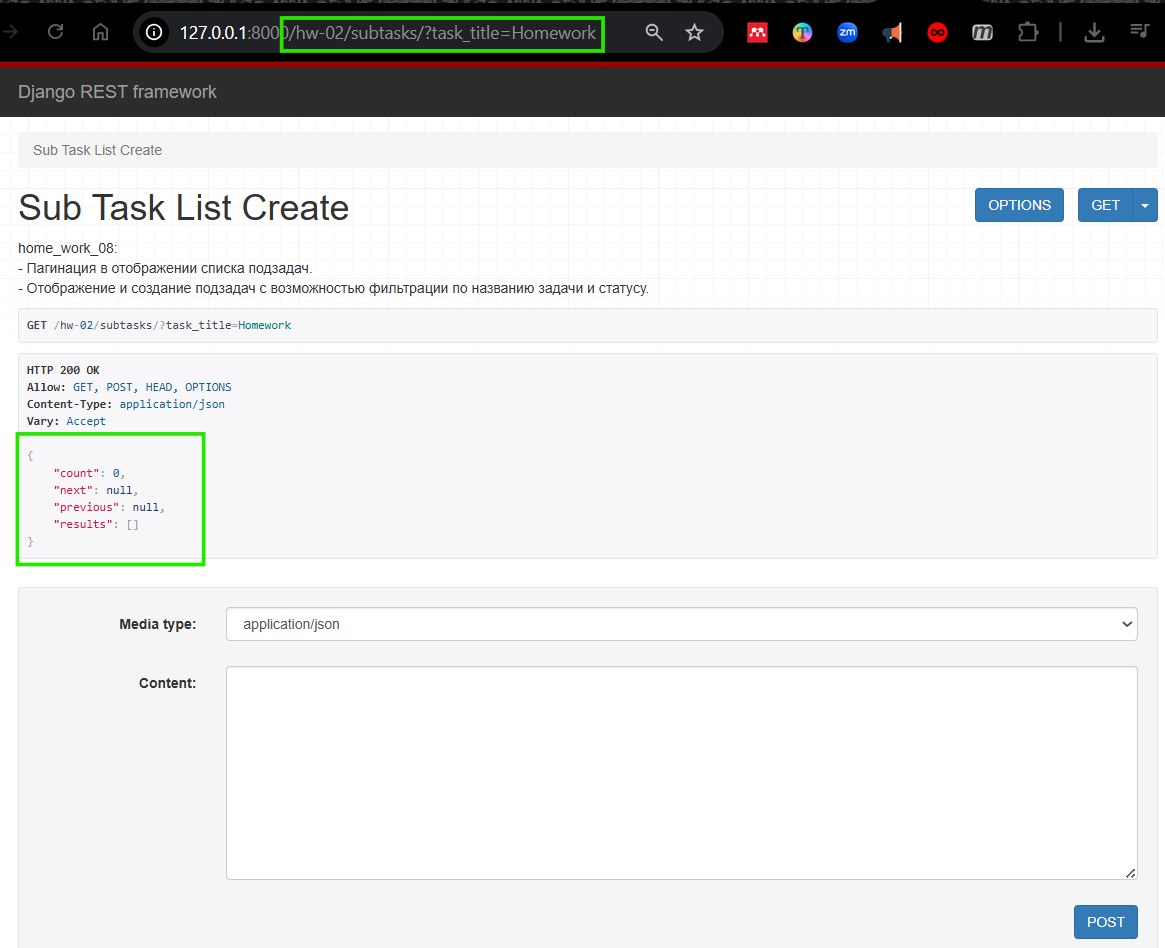 127.0.0.1:8000/hw-02/subtasks/?task_title=Homework
zm
Django REST framework
Sub Task List Create
Sub Task List Create
OPTIONS
GET
home_work_08:
- Пагинация в отображении списка подзадач.
- Отображение и создание подзадач с возможностью фильтрации по названию задачи и статусу.
GET /hw-02/subtasks/?task_title=Homework
HTTP 200 OK
Allow: GET, POST, HEAD, OPTIONS
Content-Type: application/json
Vary: Accept
{
"count": 0,
"next": null,
"previous": null,
"results": []
}
Media type:
application/json
Content:
POST